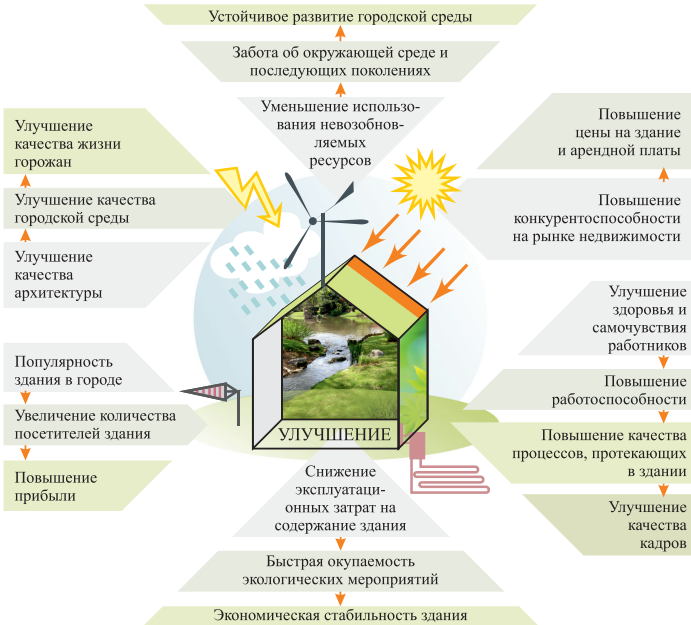 Устойчивое развитие городской среды
Забота об окружающей среде и
последующих поколениях
Уменьшение использо-
вания невозобнов-
ляемых
ресурсов
Улучшение
качества жизни
горожан
Улучшение качества
городской среды
Улучшение
качества
архитектуры
Повышение
цены на здание
и арендной платы
Повышение
конкурентоспособности
на рынке недвижимости
Популярность
здания в городе
Увеличение количества
посетителей здания
Повышение
прибыли
Улучшение
здоровья и
самочувствия
работников
Повышение
работоспособности
Повышение качества
процессов, протекающих
в здании
Улучшение
качества
кадров
УЛУЧШЕНИЕ
Снижение
эксплуатаци-
онных затрат на
содержание здания
Быстрая окупаемость
экологических мероприятий
Экономическая стабильность здания